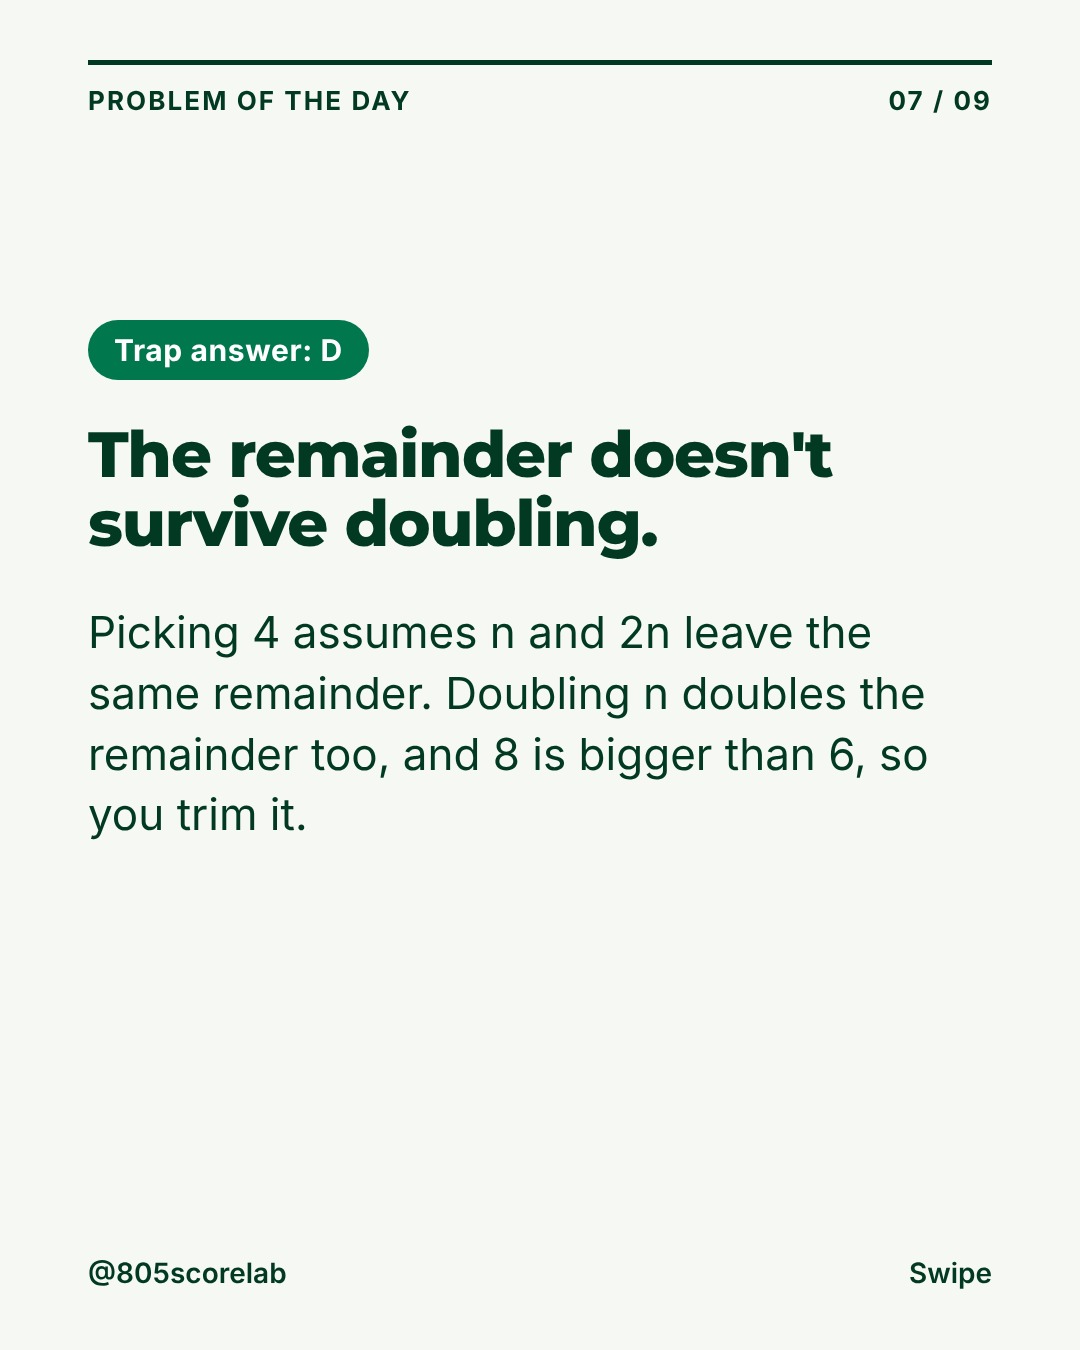 PROBLEM OF THE DAY
07 / 09
Trap answer: D
The remainder doesn't
survive doubling.
Picking 4 assumes n and 2n leave the
same remainder. Doubling n doubles the
remainder too, and 8 is bigger than 6, so
you trim it.
@805scorelab
Swipe